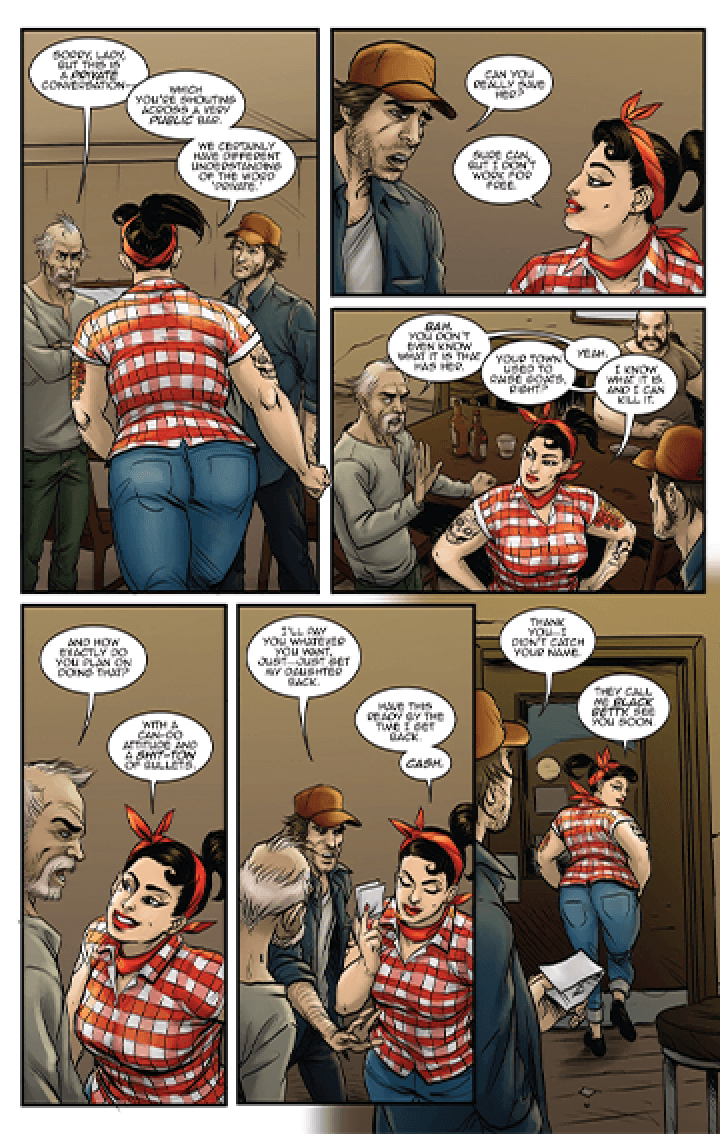 SORRY, LADY,
BUT THIS IS
A PRIVATE
CONVERSATION--
WHICH
YOU'RE SHOUTING
ACROSS A VERY
PUBLIC BAR.
WE CERTAINLY
HAVE DIFFERENT
UNDERSTANDING
OF THE WORD
'PRIVATE.'
CAN YOU
REALLY SAVE
HER?
SURE CAN,
BUT I DON'T
WORK FOR
FREE.
BAH.
YOU DON'T
EVEN KNOW
WHAT IT IS THAT
HAS HER.
YOUR TOWN
USED TO
RAISE GOATS,
RIGHT?
YEAH.
I KNOW
WHAT IT IS.
AND I CAN
KILL IT.
AND HOW
EXACTLY DO
YOU PLAN ON
DOING THAT?
WITH A
CAN-DO
ATTITUDE AND
A SHIT-TON
OF BULLETS.
I'LL PAY
YOU WHATEVER
YOU WANT,
JUST--JUST GET
MY DAUGHTER
BACK.
HAVE THIS
READY BY THE
TIME I GET
BACK.
CASH.
THANK
YOU--I
DIDN'T CATCH
YOUR NAME.
THEY CALL
ME BLACK
BETTY. SEE
YOU SOON.